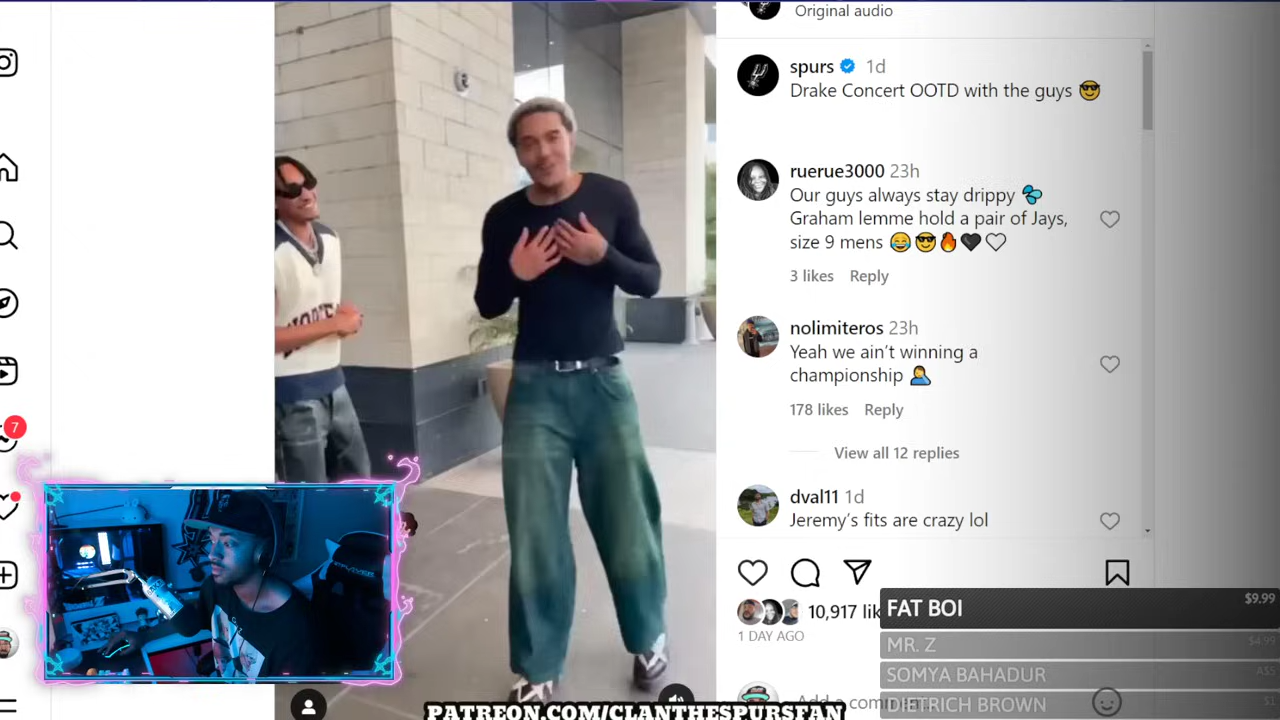 Original audio
spurs 1d
Drake Concert OOTD with the guys 😎
ruerue3000 23h
Our guys always stay drippy 💦
Graham lemme hold a pair of Jays,
size 9 mens 😂😎🔥🖤🤍
3 likes Reply
nolimiteros 23h
Yeah we ain't winning a
championship 🤦‍♂️
178 likes Reply
View all 12 replies
dval11 1d
Jeremy's fits are crazy lol
7
10,917 lik
1 DAY AGO
FAT BOI $9.99
MR. Z $4.99
SOMYA BAHADUR
DIETRICH BROWN
PATREON.COM/CLANTHESPURSFAN